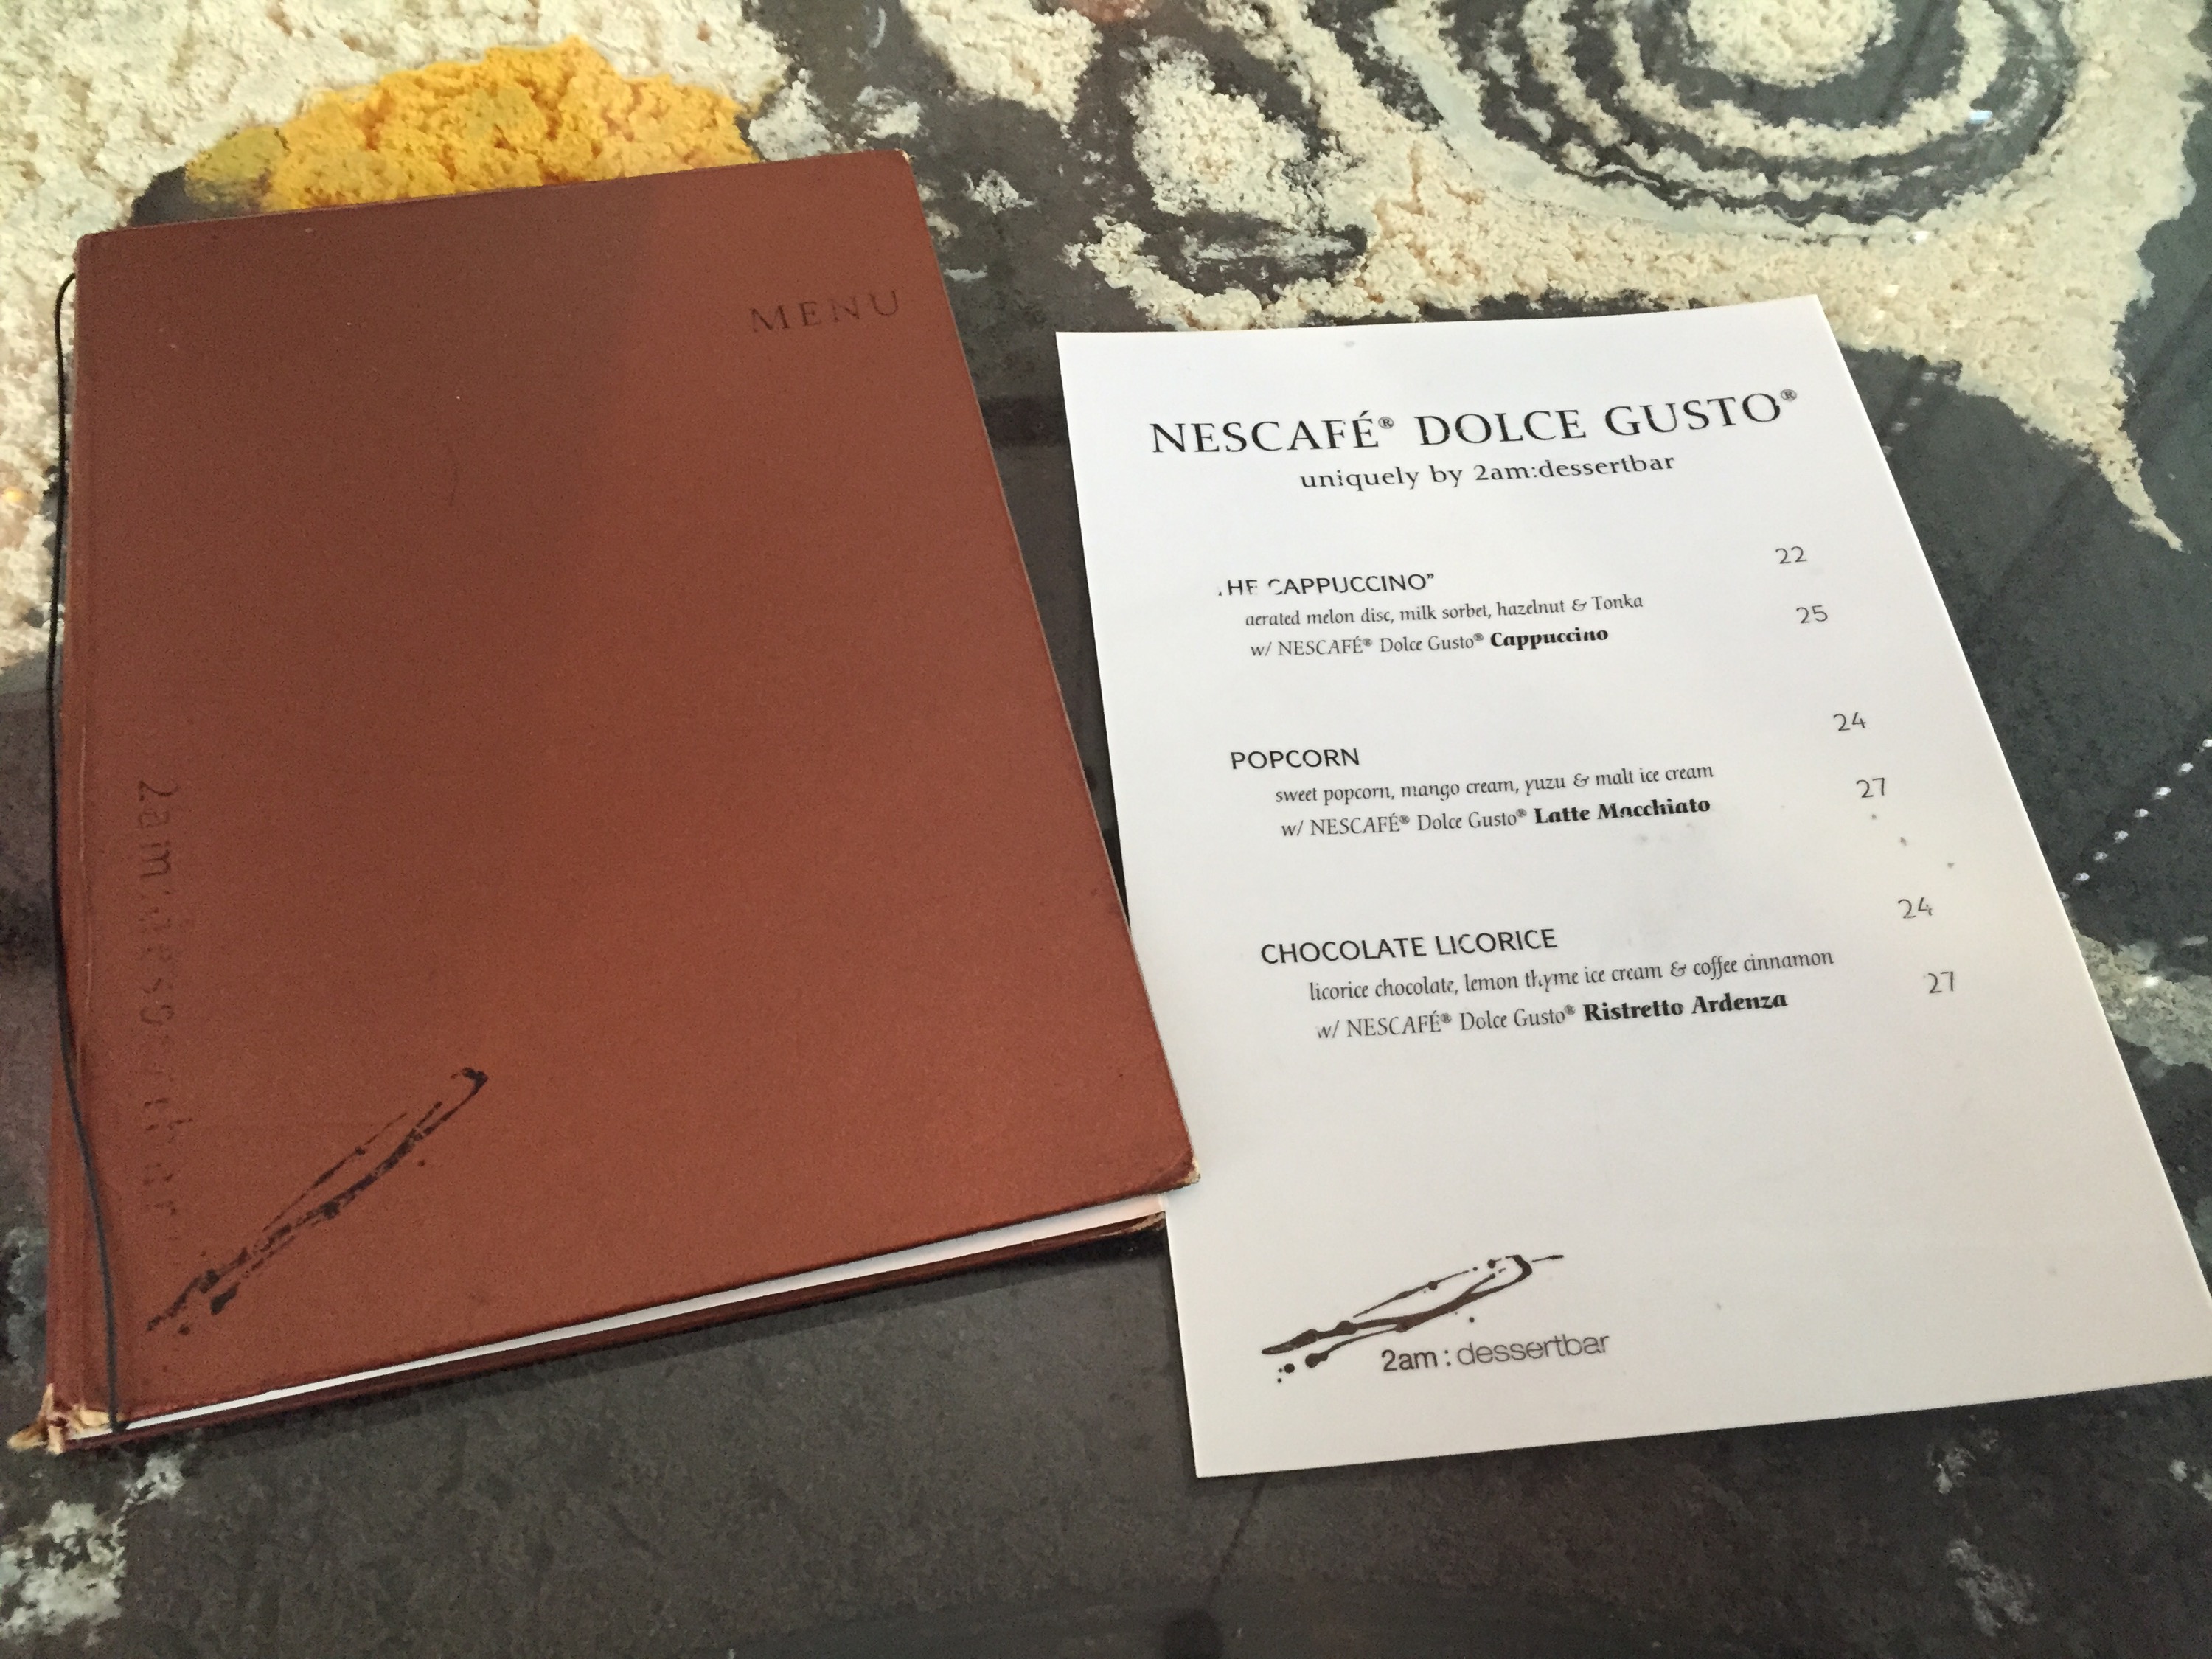 MENU
NESCAFÉ® DOLCE GUSTO®
uniquely by 2am:dessertbar
HE CAPPUCCINO” 22
aerated melon disc, milk sorbet, hazelnut & Tonka
w/ NESCAFÉ® Dolce Gusto® Cappuccino 25
POPCORN 24
sweet popcorn, mango cream, yuzu & malt ice cream
w/ NESCAFÉ® Dolce Gusto® Latte Macchiato 27
CHOCOLATE LICORICE 24
licorice chocolate, lemon thyme ice cream & coffee cinnamon
w/ NESCAFÉ® Dolce Gusto® Ristretto Ardenza 27
2am:dessertbar